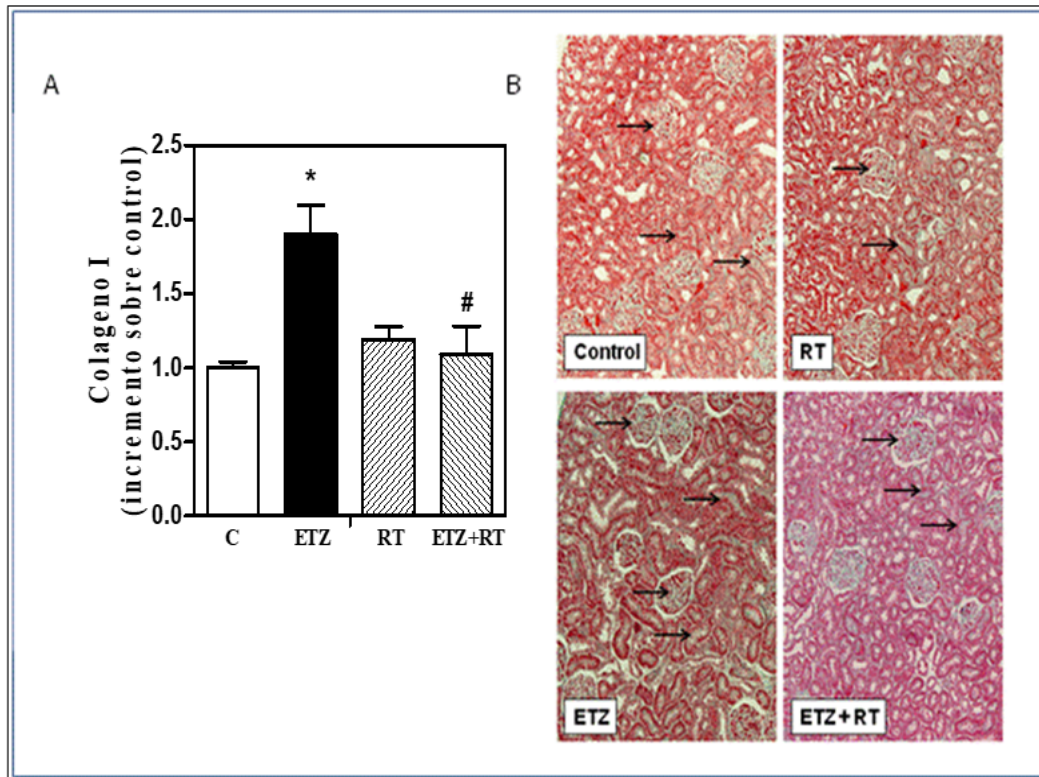 A
B
Colageno I
(incremento sobre control)
2.5
2.0
1.5
1.0
0.5
0.0
*
#
C ETZ RT ETZ+RT
Control
RT
ETZ
ETZ+RT